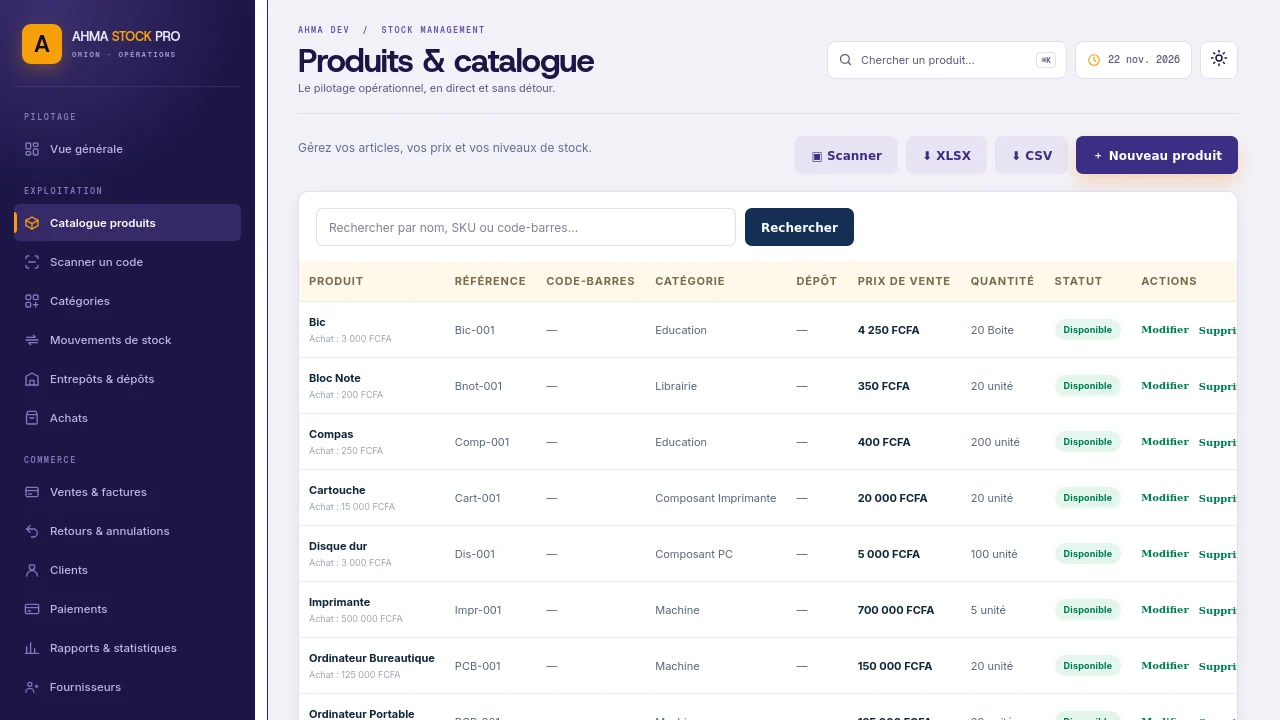 A
AHMA STOCK PRO
ORION · OPÉRATIONS
PILOTAGE
Vue générale
EXPLOITATION
Catalogue produits
Scanner un code
Catégories
Mouvements de stock
Entrepôts & dépôts
Achats
COMMERCE
Ventes & factures
Retours & annulations
Clients
Paiements
Rapports & statistiques
Fournisseurs
AHMA DEV / STOCK MANAGEMENT
Produits & catalogue
Le pilotage opérationnel, en direct et sans détour.
Chercher un produit... ⌘K
22 nov. 2026
Gérez vos articles, vos prix et vos niveaux de stock.
▣ Scanner
⬇ XLSX
⬇ CSV
+ Nouveau produit
Rechercher par nom, SKU ou code-barres...
Rechercher
PRODUIT RÉFÉRENCE CODE-BARRES CATÉGORIE DÉPÔT PRIX DE VENTE QUANTITÉ STATUT ACTIONS
Bic Bic-001 — Education — 4 250 FCFA 20 Boite Disponible Modifier Suppri
Achat : 3 000 FCFA
Bloc Note Bnot-001 — Librairie — 350 FCFA 20 unité Disponible Modifier Suppri
Achat : 200 FCFA
Compas Comp-001 — Education — 400 FCFA 200 unité Disponible Modifier Suppri
Achat : 250 FCFA
Cartouche Cart-001 — Composant Imprimante — 20 000 FCFA 20 unité Disponible Modifier Suppri
Achat : 15 000 FCFA
Disque dur Dis-001 — Composant PC — 5 000 FCFA 100 unité Disponible Modifier Suppri
Achat : 3 000 FCFA
Imprimante Impr-001 — Machine — 700 000 FCFA 5 unité Disponible Modifier Suppri
Achat : 500 000 FCFA
Ordinateur Bureautique PCB-001 — Machine — 150 000 FCFA 20 unité Disponible Modifier Suppri
Achat : 125 000 FCFA
Ordinateur Portable